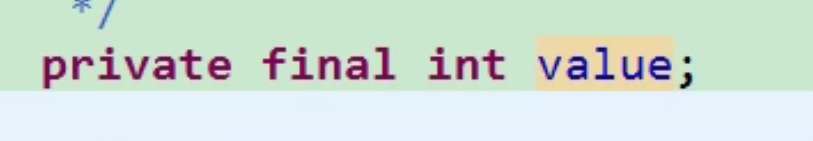 */
private final int value;